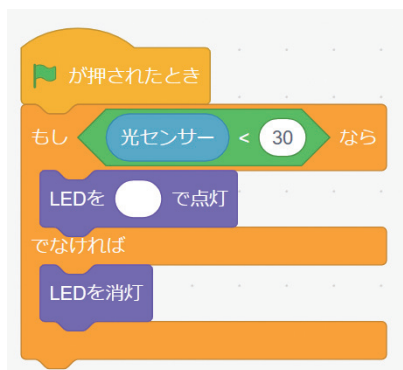 が押されたとき
もし 光センサー < 30 なら
LEDを で点灯
でなければ
LEDを消灯